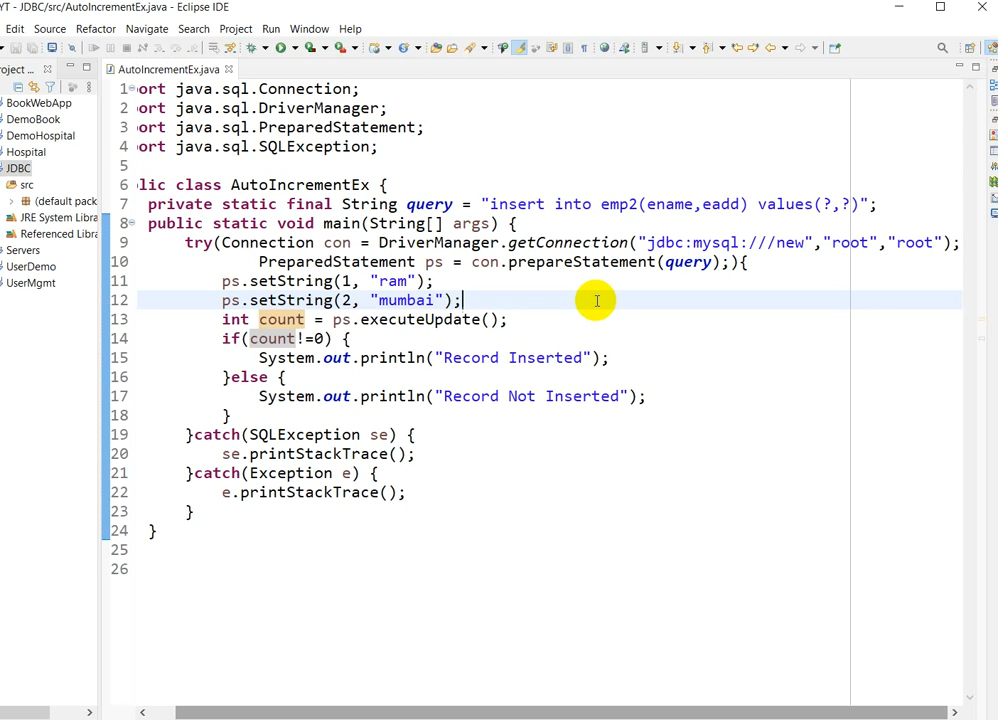 YT - JDBC/src/AutoIncrementEx.java - Eclipse IDE
Edit Source Refactor Navigate Search Project Run Window Help
roject ...
AutoIncrementEx.java
BookWebApp
DemoBook
DemoHospital
Hospital
JDBC
src
(default pack
JRE System Libra
Referenced Libra
Servers
UserDemo
UserMgmt
1 ort java.sql.Connection;
2 ort java.sql.DriverManager;
3 ort java.sql.PreparedStatement;
4 ort java.sql.SQLException;
5
6 lic class AutoIncrementEx {
7 private static final String query = "insert into emp2(ename,eadd) values(?,?)";
8 public static void main(String[] args) {
9 try(Connection con = DriverManager.getConnection("jdbc:mysql:///new","root","root");
10 PreparedStatement ps = con.prepareStatement(query);){
11 ps.setString(1, "ram");
12 ps.setString(2, "mumbai");
13 int count = ps.executeUpdate();
14 if(count!=0) {
15 System.out.println("Record Inserted");
16 }else {
17 System.out.println("Record Not Inserted");
18 }
19 }catch(SQLException se) {
20 se.printStackTrace();
21 }catch(Exception e) {
22 e.printStackTrace();
23 }
24 }
25
26